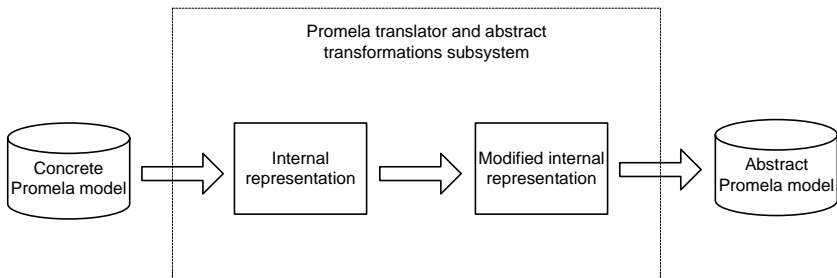 Promela translator and abstract
transformations subsystem
Concrete
Promela model
Internal
representation
Modified internal
representation
Abstract
Promela model